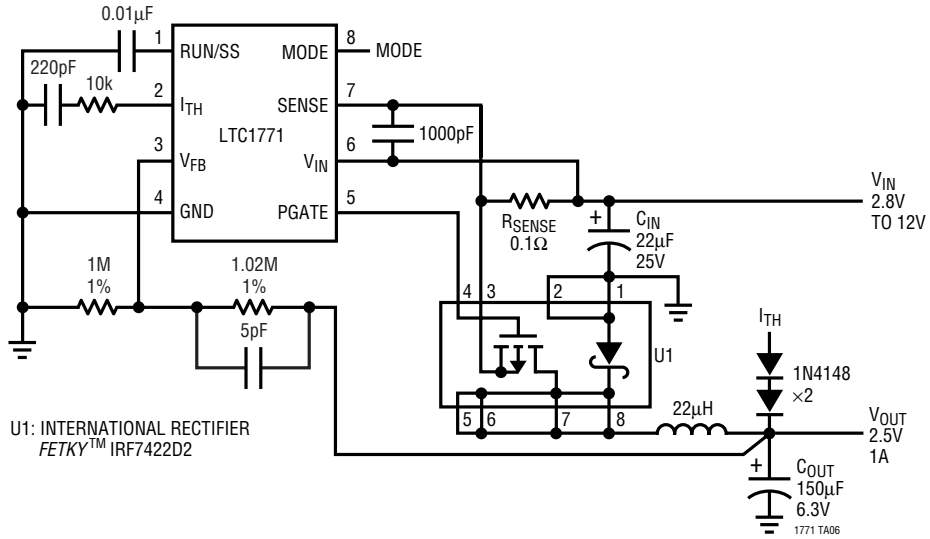 0.01µF
1
RUN/SS
MODE
8
MODE
220pF
10k
2
ITH
SENSE
7
LTC1771
1000pF
3
VFB
VIN
6
4
GND
PGATE
5
VIN
2.8V
TO 12V
RSENSE
0.1Ω
+
CIN
22µF
25V
1M
1%
1.02M
1%
5pF
4
3
2
1
U1
ITH
1N4148
×2
5
6
7
8
22µH
VOUT
2.5V
1A
+
COUT
150µF
6.3V
U1: INTERNATIONAL RECTIFIER
FETKY™ IRF7422D2
1771 TA06